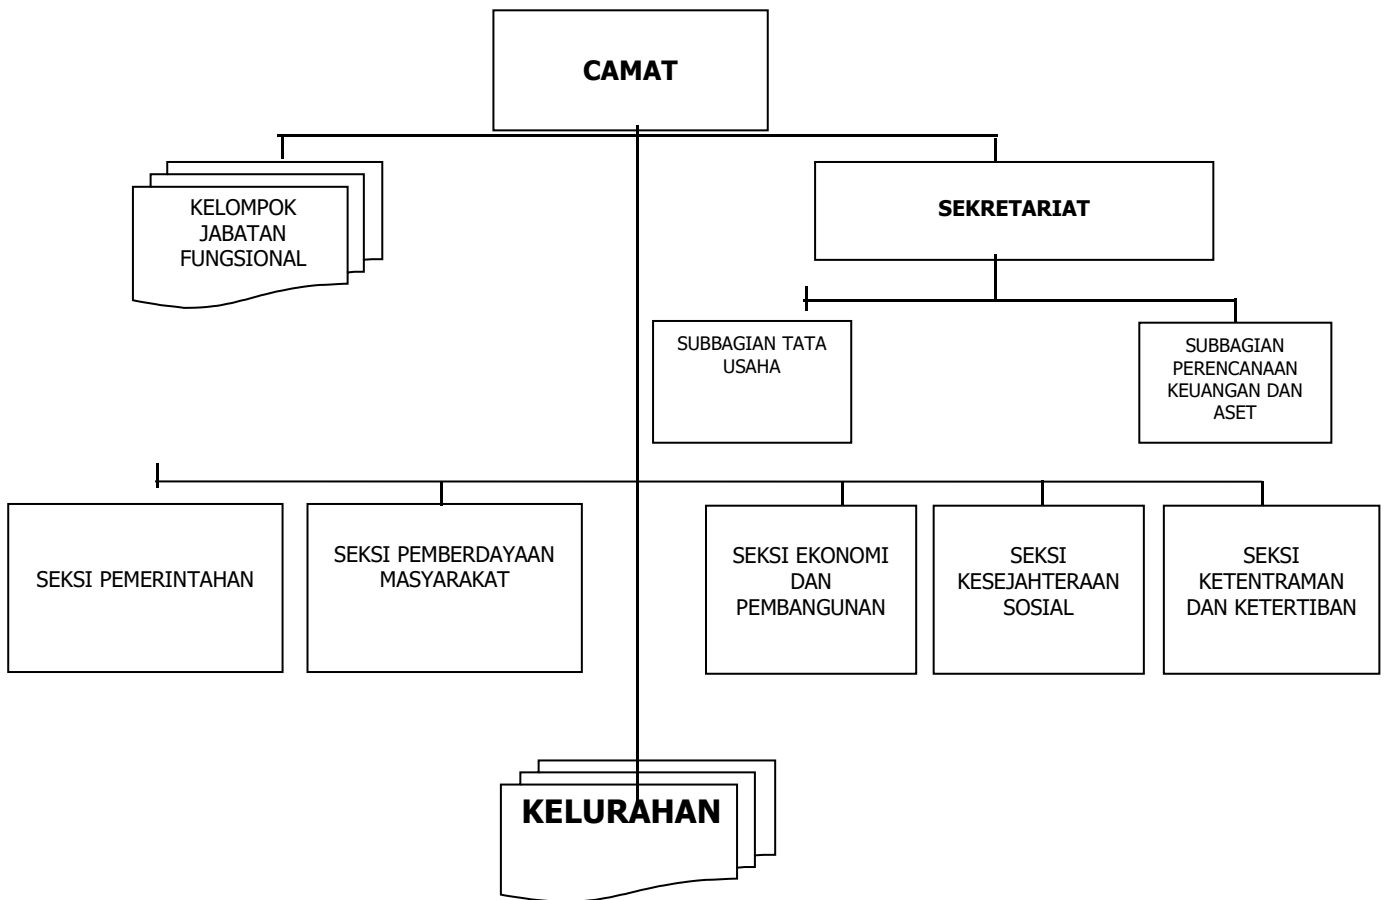 CAMAT
KELOMPOK
JABATAN
FUNGSIONAL
SEKRETARIAT
SUBBAGIAN TATA
USAHA
SUBBAGIAN
PERENCANAAN
KEUANGAN DAN
ASET
SEKSI PEMERINTAHAN
SEKSI PEMBERDAYAAN
MASYARAKAT
SEKSI EKONOMI
DAN
PEMBANGUNAN
SEKSI
KESEJAHTERAAN
SOSIAL
SEKSI
KETENTRAMAN
DAN KETERTIBAN
KELURAHAN